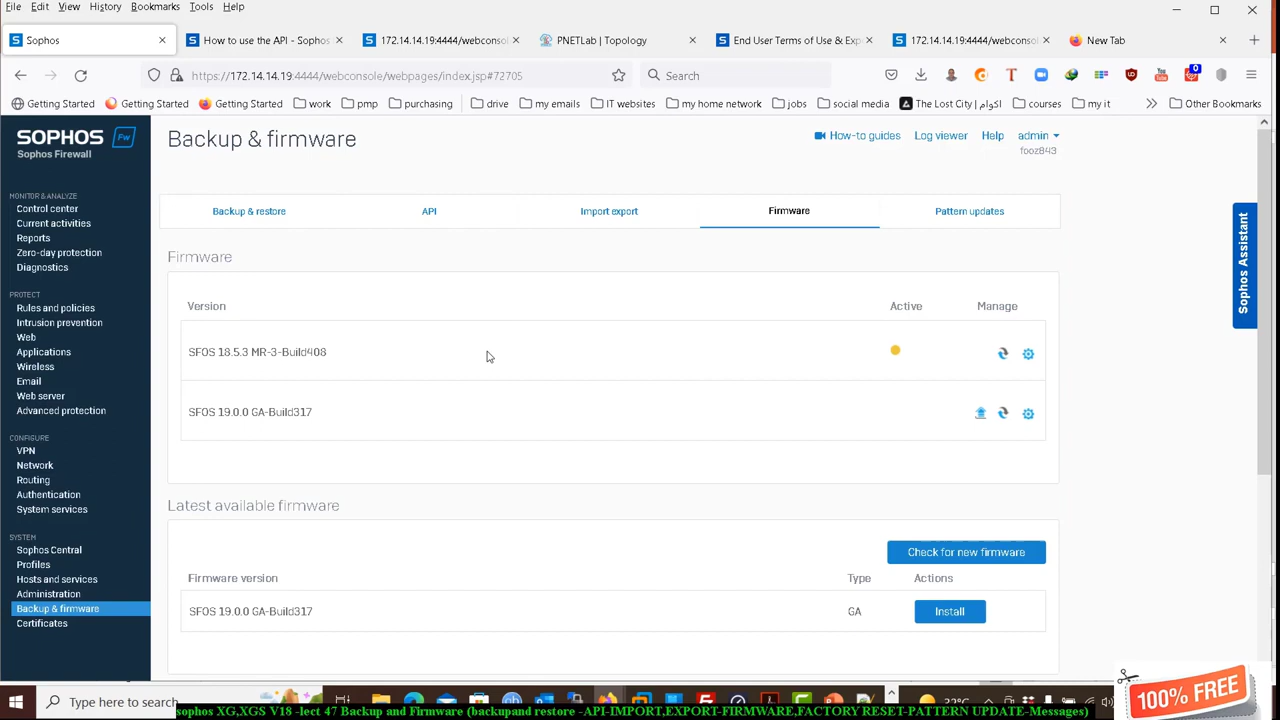 File Edit View History Bookmarks Tools Help
Sophos
How to use the API - Sophos
172.14.14.19:4444/webconsol
PNETLab | Topology
End User Terms of Use & Exp
172.14.14.19:4444/webconsol
New Tab
https://172.14.14.19:4444/webconsole/webpages/index.jsp#72705
Search
Getting Started Getting Started Getting Started work pmp purchasing drive my emails IT websites my home network jobs social media The Lost City | اكوام courses my it Other Bookmarks
SOPHOS Fw
Sophos Firewall
Backup & firmware
How-to guides Log viewer Help admin
fooz843
MONITOR & ANALYZE
Control center
Current activities
Reports
Zero-day protection
Diagnostics
PROTECT
Rules and policies
Intrusion prevention
Web
Applications
Wireless
Email
Web server
Advanced protection
CONFIGURE
VPN
Network
Routing
Authentication
System services
SYSTEM
Sophos Central
Profiles
Hosts and services
Administration
Backup & firmware
Certificates
Backup & restore API Import export Firmware Pattern updates
Firmware
Version Active Manage
SFOS 18.5.3 MR-3-Build408
SFOS 19.0.0 GA-Build317
Latest available firmware
Check for new firmware
Firmware version Type Actions
SFOS 19.0.0 GA-Build317 GA Install
Sophos Assistant
Type here to search
sophos XG,XGS V18 -lect 47 Backup and Firmware (backupand restore -API-IMPORT,EXPORT-FIRMWARE,FACTORY RESET-PATTERN UPDATE-Messages)
100% FREE